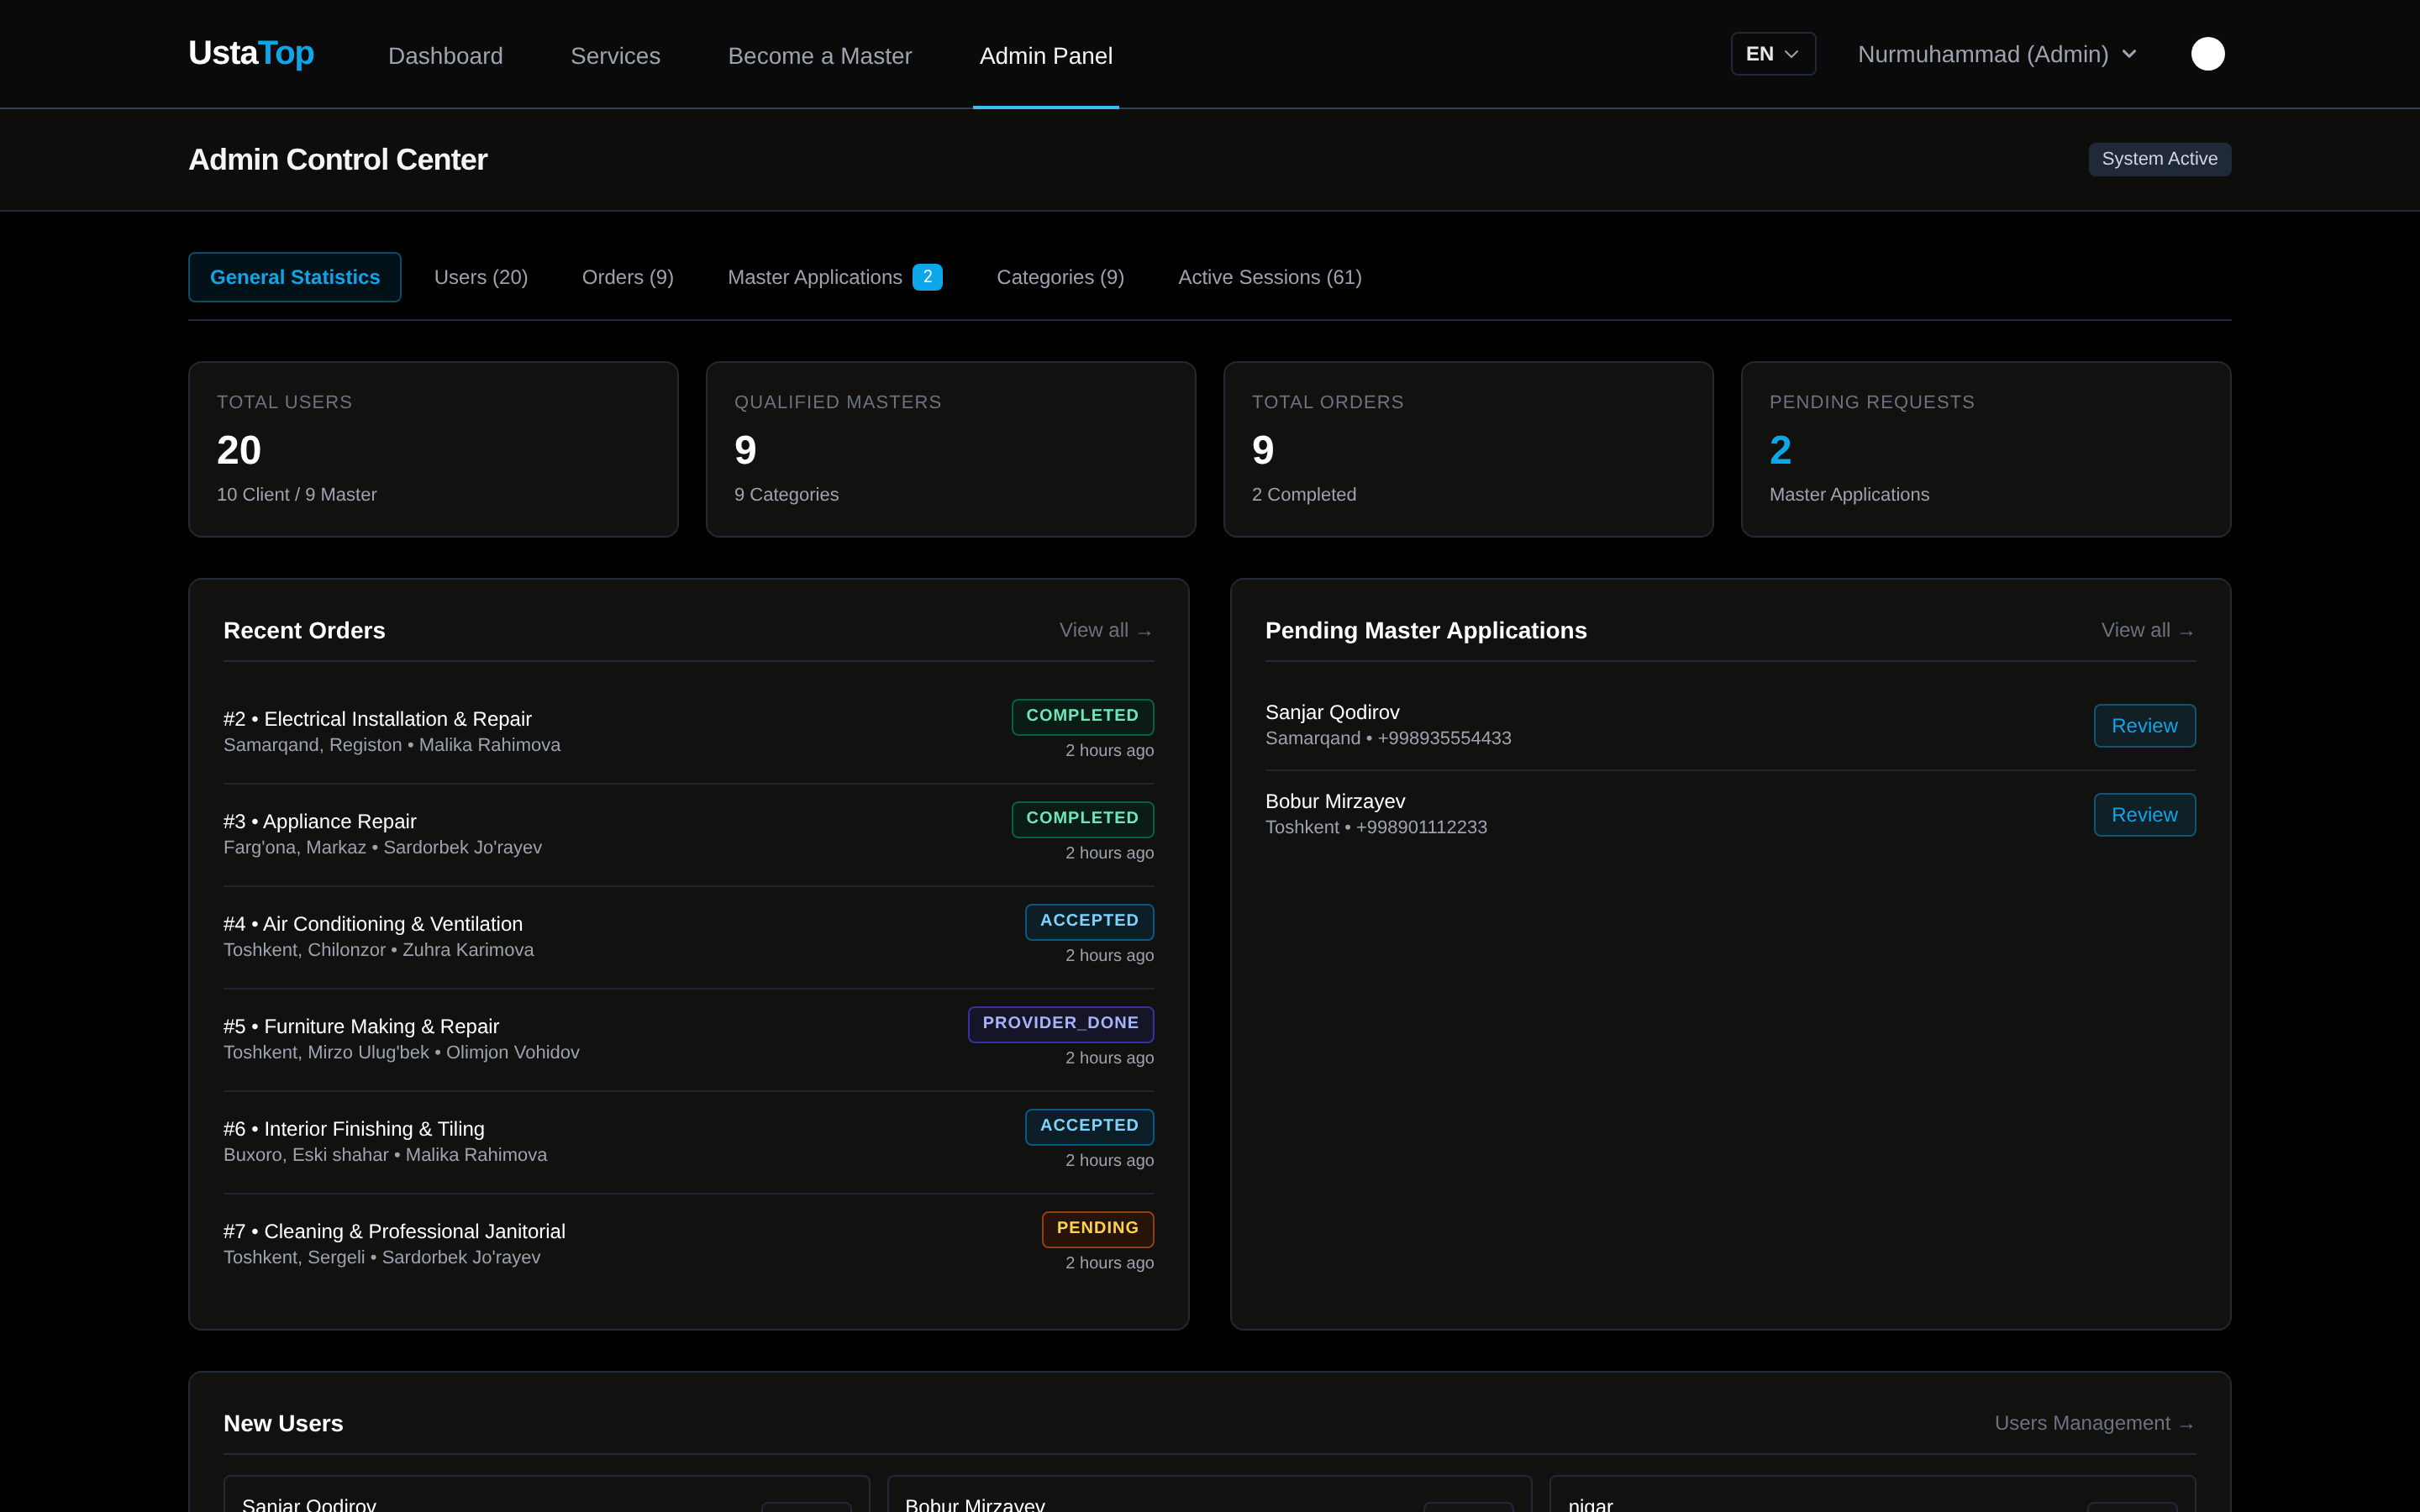 UstaTop Dashboard Services Become a Master Admin Panel EN Nurmuhammad (Admin)
Admin Control Center System Active
General Statistics Users (20) Orders (9) Master Applications 2 Categories (9) Active Sessions (61)
TOTAL USERS
20
10 Client / 9 Master
QUALIFIED MASTERS
9
9 Categories
TOTAL ORDERS
9
2 Completed
PENDING REQUESTS
2
Master Applications
Recent Orders View all →
#2 • Electrical Installation & Repair COMPLETED
Samarqand, Registon • Malika Rahimova 2 hours ago
#3 • Appliance Repair COMPLETED
Farg'ona, Markaz • Sardorbek Jo'rayev 2 hours ago
#4 • Air Conditioning & Ventilation ACCEPTED
Toshkent, Chilonzor • Zuhra Karimova 2 hours ago
#5 • Furniture Making & Repair PROVIDER_DONE
Toshkent, Mirzo Ulug'bek • Olimjon Vohidov 2 hours ago
#6 • Interior Finishing & Tiling ACCEPTED
Buxoro, Eski shahar • Malika Rahimova 2 hours ago
#7 • Cleaning & Professional Janitorial PENDING
Toshkent, Sergeli • Sardorbek Jo'rayev 2 hours ago
Pending Master Applications View all →
Sanjar Qodirov
Samarqand • +998935554433 Review
Bobur Mirzayev
Toshkent • +998901112233 Review
New Users Users Management →
Sanjar Qodirov Bobur Mirzayev nigar